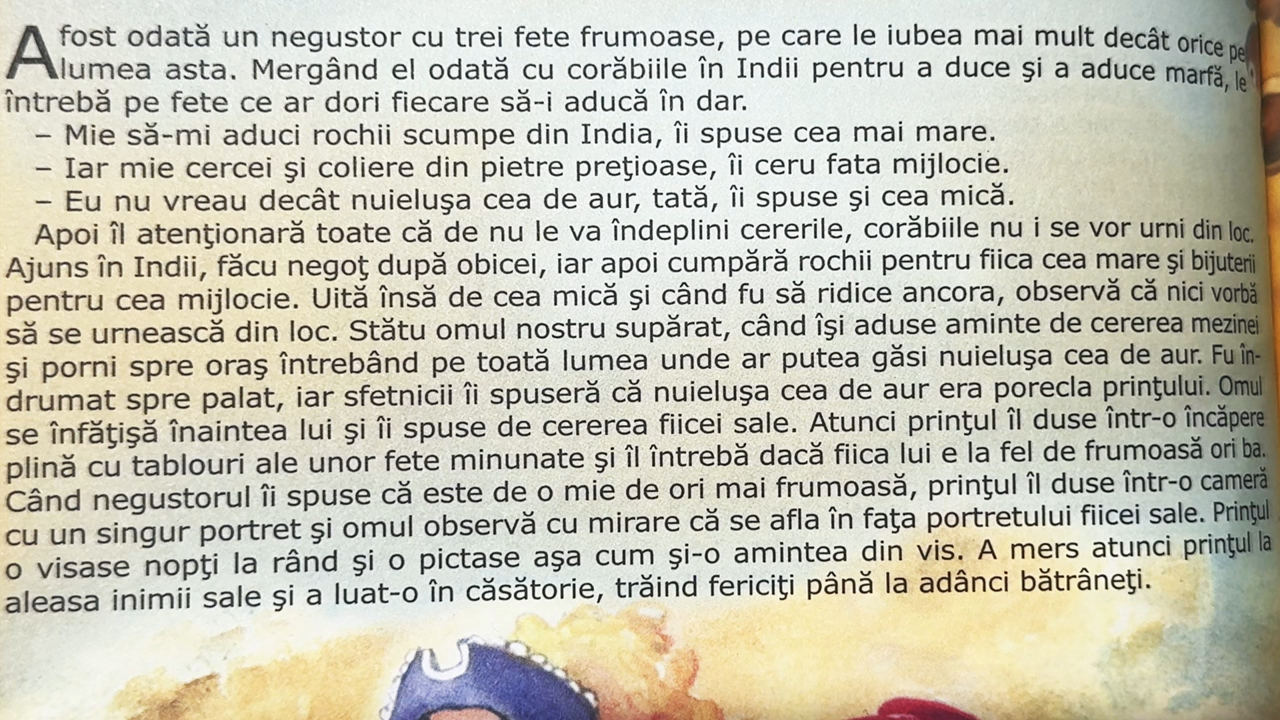 A fost odată un negustor cu trei fete frumoase, pe care le iubea mai mult decât orice pe
lumea asta. Mergând el odată cu corăbiile în Indii pentru a duce şi a aduce marfă, le
întrebă pe fete ce ar dori fiecare să-i aducă în dar.
– Mie să-mi aduci rochii scumpe din India, îi spuse cea mai mare.
– Iar mie cercei şi coliere din pietre preţioase, îi ceru fata mijlocie.
– Eu nu vreau decât nuieluşa cea de aur, tată, îi spuse şi cea mică.
Apoi îl atenţionară toate că de nu le va îndeplini cererile, corăbiile nu i se vor urni din loc.
Ajuns în Indii, făcu negoţ după obicei, iar apoi cumpără rochii pentru fiica cea mare şi bijuterii
pentru cea mijlocie. Uită însă de cea mică şi când fu să ridice ancora, observă că nici vorbă
să se urnească din loc. Stătu omul nostru supărat, când îşi aduse aminte de cererea mezinei
şi porni spre oraş întrebând pe toată lumea unde ar putea găsi nuieluşa cea de aur. Fu în-
drumat spre palat, iar sfetnicii îi spuseră că nuieluşa cea de aur era porecla prinţului. Omul
se înfăţişă înaintea lui şi îi spuse de cererea fiicei sale. Atunci prinţul îl duse într-o încăpere
plină cu tablouri ale unor fete minunate şi îl întrebă dacă fiica lui e la fel de frumoasă ori ba.
Când negustorul îi spuse că este de o mie de ori mai frumoasă, prinţul îl duse într-o cameră
cu un singur portret şi omul observă cu mirare că se afla în faţa portretului fiicei sale. Prinţul
o visase nopţi la rând şi o pictase aşa cum şi-o amintea din vis. A mers atunci prinţul la
aleasa inimii sale şi a luat-o în căsătorie, trăind fericiţi până la adânci bătrâneţi.